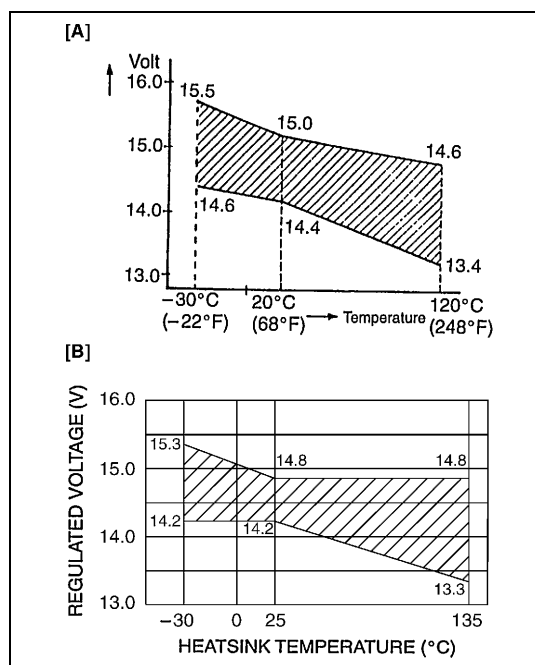 [A]
Volt
16.0
15.5
15.0
15.0
14.6
14.6
14.0
14.4
13.4
13.0
−30°C 20°C 120°C
(−22°F) (68°F) Temperature (248°F)
[B]
REGULATED VOLTAGE (V)
16.0
15.3
15.0
14.8 14.8
14.2 14.2
14.0
13.3
13.0
−30 0 25 135
HEATSINK TEMPERATURE (°C)